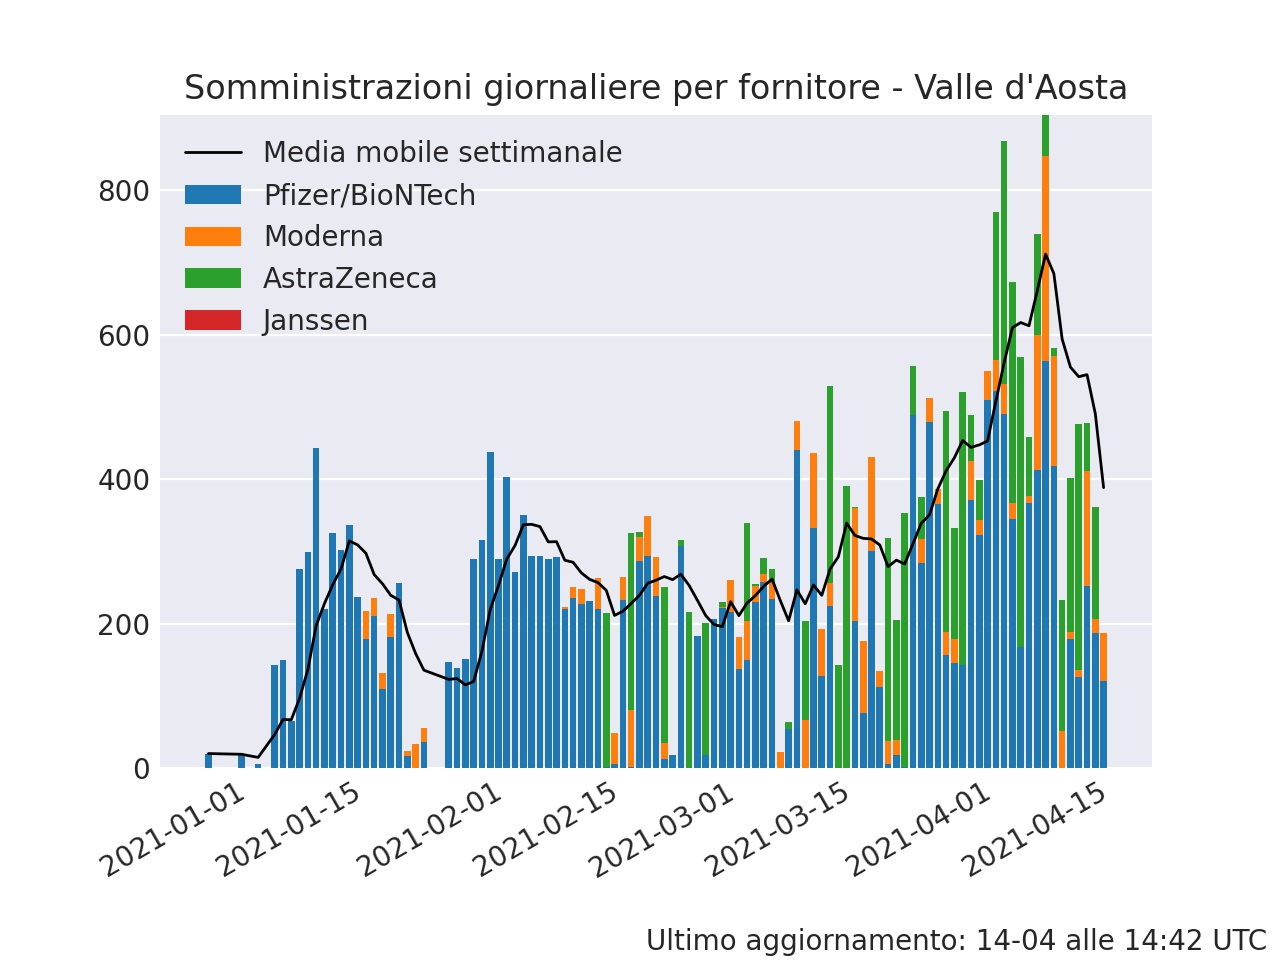 Somministrazioni giornaliere per fornitore - Valle d'Aosta
Media mobile settimanale
Pfizer/BioNTech
Moderna
AstraZeneca
Janssen
800
600
400
200
0
2021-01-01
2021-01-15
2021-02-01
2021-02-15
2021-03-01
2021-03-15
2021-04-01
2021-04-15
Ultimo aggiornamento: 14-04 alle 14:42 UTC